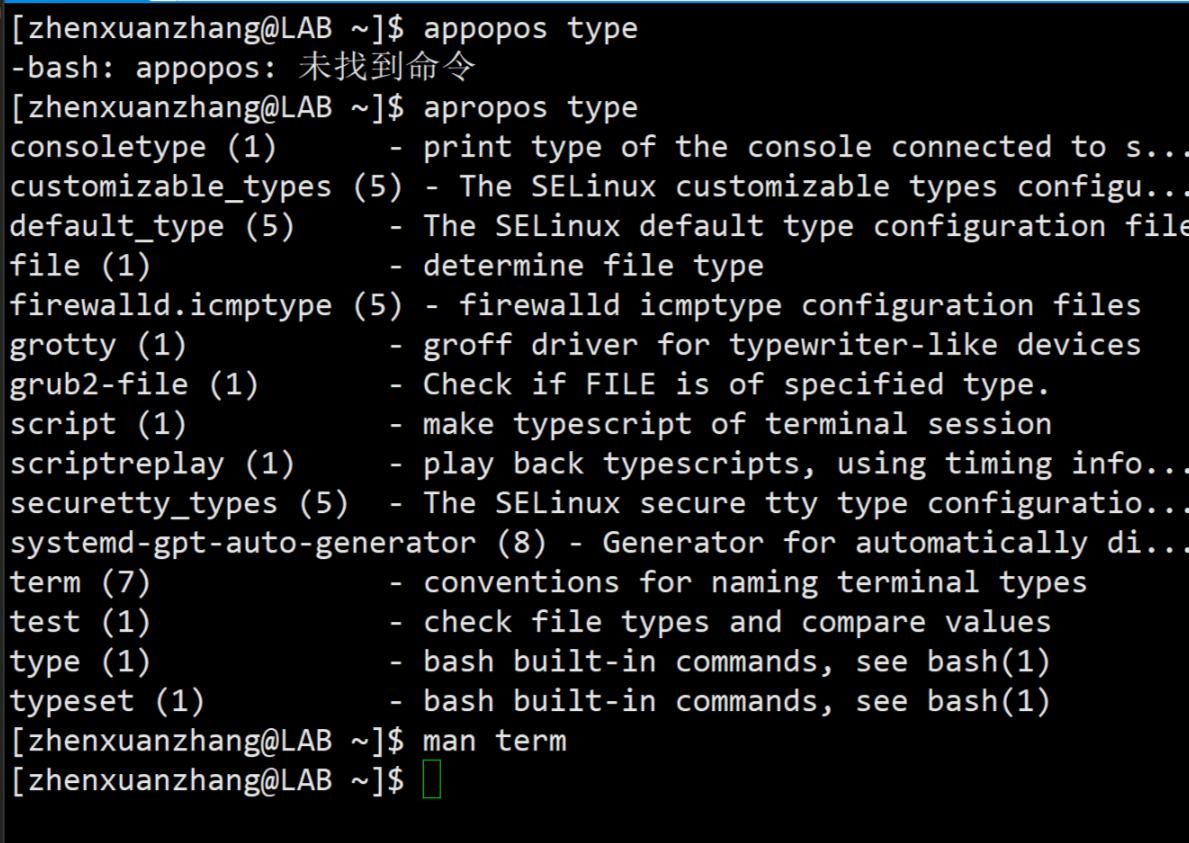 [zhenxuanzhang@LAB ~]$ appopos type
-bash: appopos: 未找到命令
[zhenxuanzhang@LAB ~]$ apropos type
consoletype (1)      - print type of the console connected to s...
customizable_types (5) - The SELinux customizable types configu...
default_type (5)     - The SELinux default type configuration file
file (1)             - determine file type
firewalld.icmptype (5) - firewalld icmptype configuration files
grotty (1)           - groff driver for typewriter-like devices
grub2-file (1)       - Check if FILE is of specified type.
script (1)           - make typescript of terminal session
scriptreplay (1)     - play back typescripts, using timing info...
securetty_types (5)  - The SELinux secure tty type configuratio...
systemd-gpt-auto-generator (8) - Generator for automatically di...
term (7)             - conventions for naming terminal types
test (1)             - check file types and compare values
type (1)             - bash built-in commands, see bash(1)
typeset (1)          - bash built-in commands, see bash(1)
[zhenxuanzhang@LAB ~]$ man term
[zhenxuanzhang@LAB ~]$